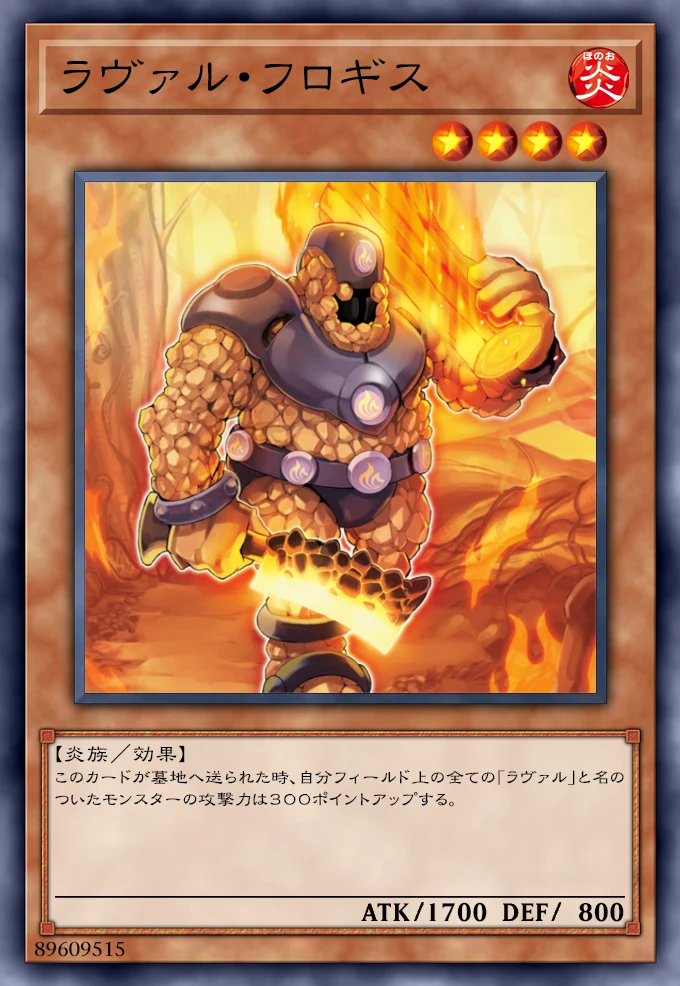 ラヴァル・フロギス
ほのお
炎
【炎族／効果】
このカードが墓地へ送られた時、自分フィールド上の全ての「ラヴァル」と名の
ついたモンスターの攻撃力は３００ポイントアップする。
ATK/1700 DEF/ 800
89609515